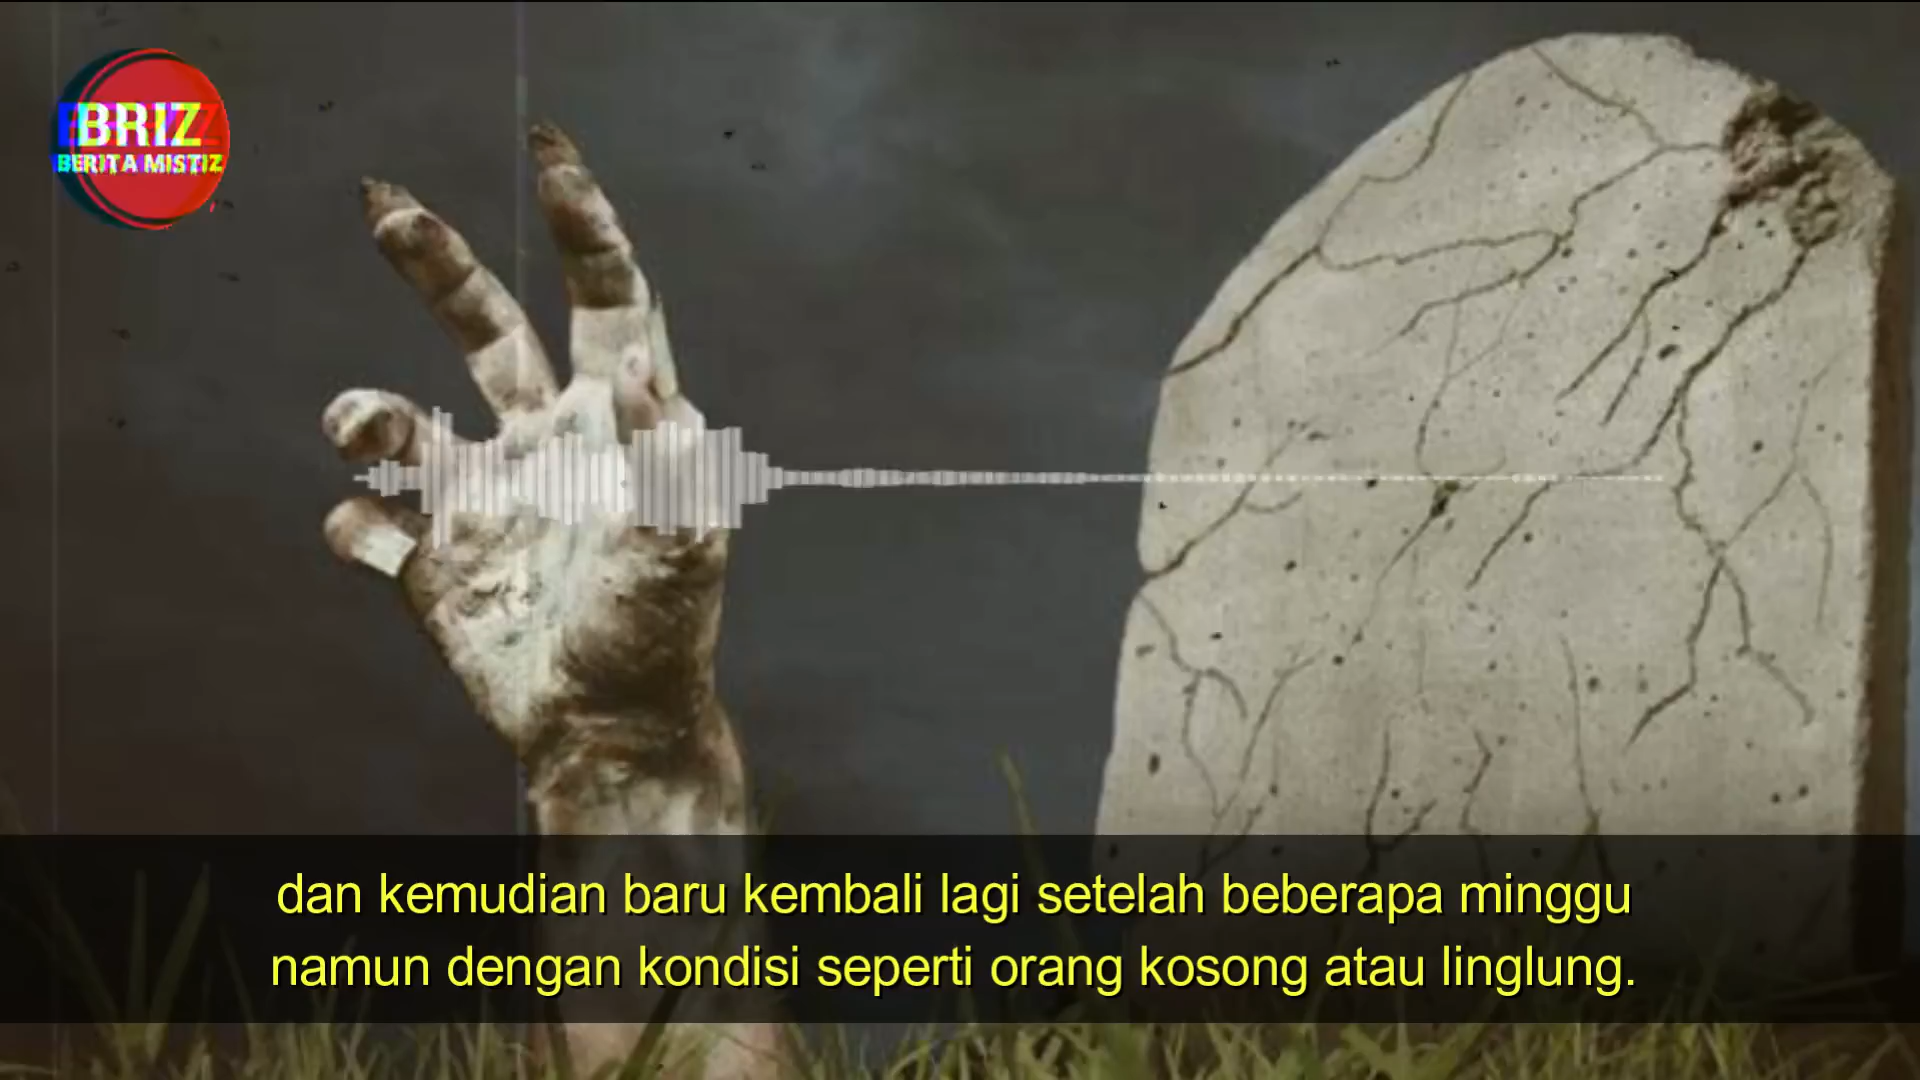 BRIZ
BERITA MISTIZ
dan kemudian baru kembali lagi setelah beberapa minggu
namun dengan kondisi seperti orang kosong atau linglung.